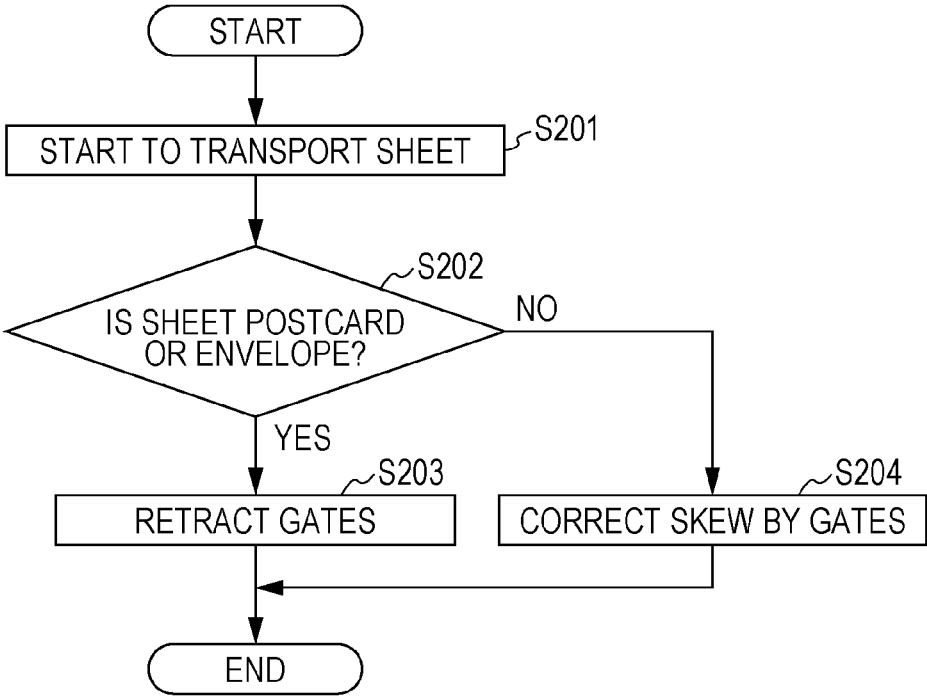 START
START TO TRANSPORT SHEET
S201
S202
IS SHEET POSTCARD
OR ENVELOPE?
NO
YES
S203
RETRACT GATES
S204
CORRECT SKEW BY GATES
END